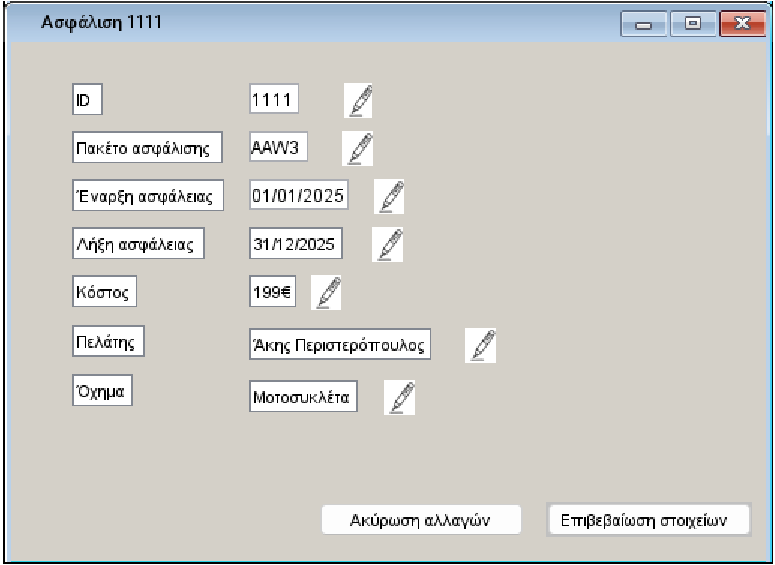 Ασφάλιση 1111
ID 1111
Πακέτο ασφάλισης AAW3
Έναρξη ασφάλειας 01/01/2025
Λήξη ασφάλειας 31/12/2025
Κόστος 199€
Πελάτης Άκης Περιστερόπουλος
Όχημα Μοτοσυκλέτα
Ακύρωση αλλαγών Επιβεβαίωση στοιχείων